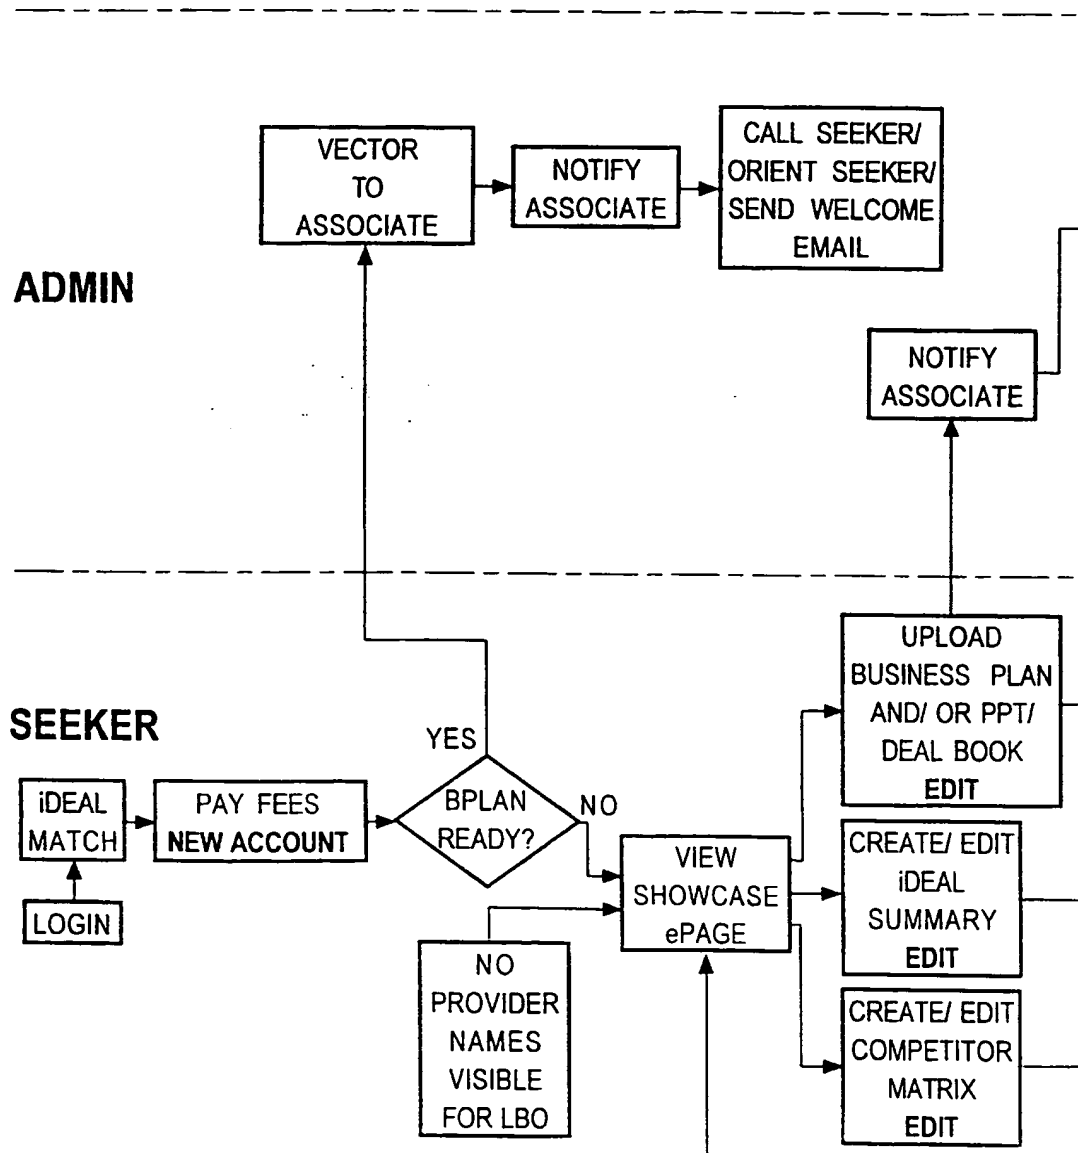 VECTOR
TO
ASSOCIATE
NOTIFY
ASSOCIATE
CALL SEEKER/
ORIENT SEEKER/
SEND WELCOME
EMAIL
ADMIN
NOTIFY
ASSOCIATE
SEEKER
LOGIN
iDEAL
MATCH
PAY FEES
NEW ACCOUNT
BPLAN
READY?
YES
NO
NO
PROVIDER
NAMES
VISIBLE
FOR LBO
VIEW
SHOWCASE
ePAGE
UPLOAD
BUSINESS PLAN
AND/ OR PPT/
DEAL BOOK
EDIT
CREATE/ EDIT
iDEAL
SUMMARY
EDIT
CREATE/ EDIT
COMPETITOR
MATRIX
EDIT